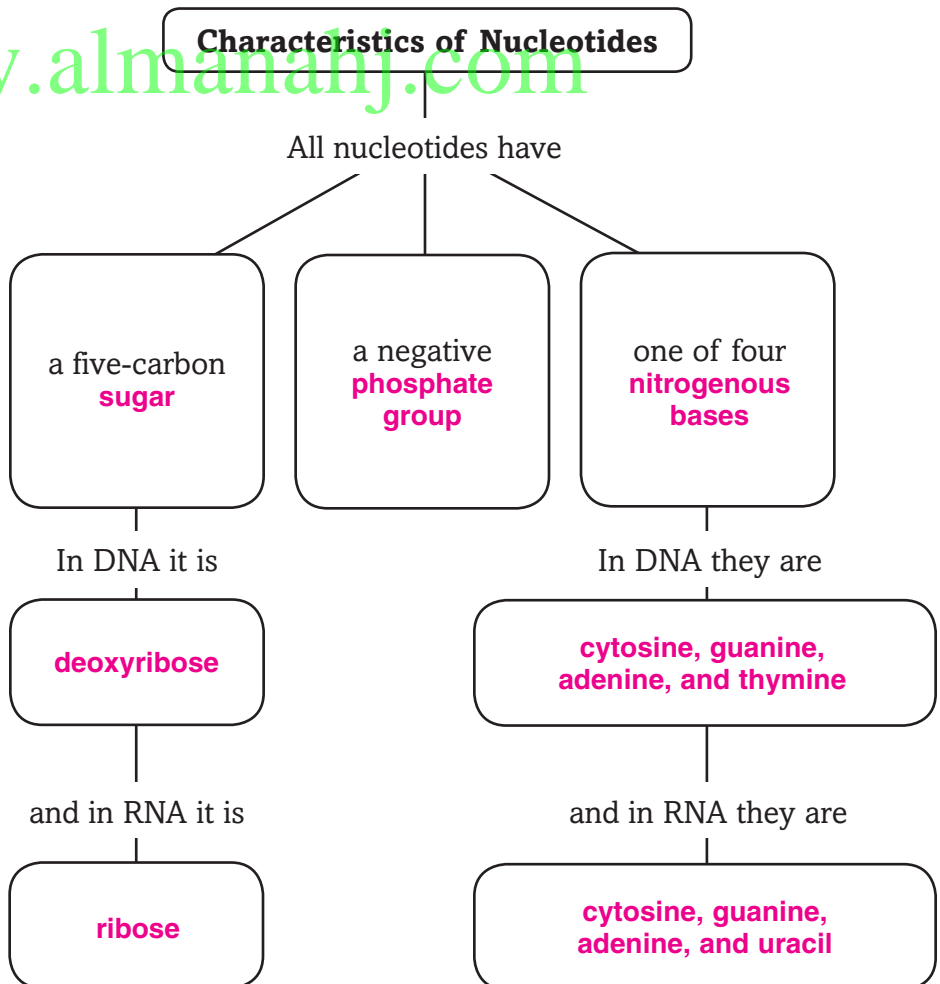 Characteristics of Nucleotides
.almanahj.com
All nucleotides have
a five-carbon
sugar
a negative
phosphate
group
one of four
nitrogenous
bases
In DNA it is
In DNA they are
deoxyribose
cytosine, guanine,
adenine, and thymine
and in RNA it is
and in RNA they are
ribose
cytosine, guanine,
adenine, and uracil